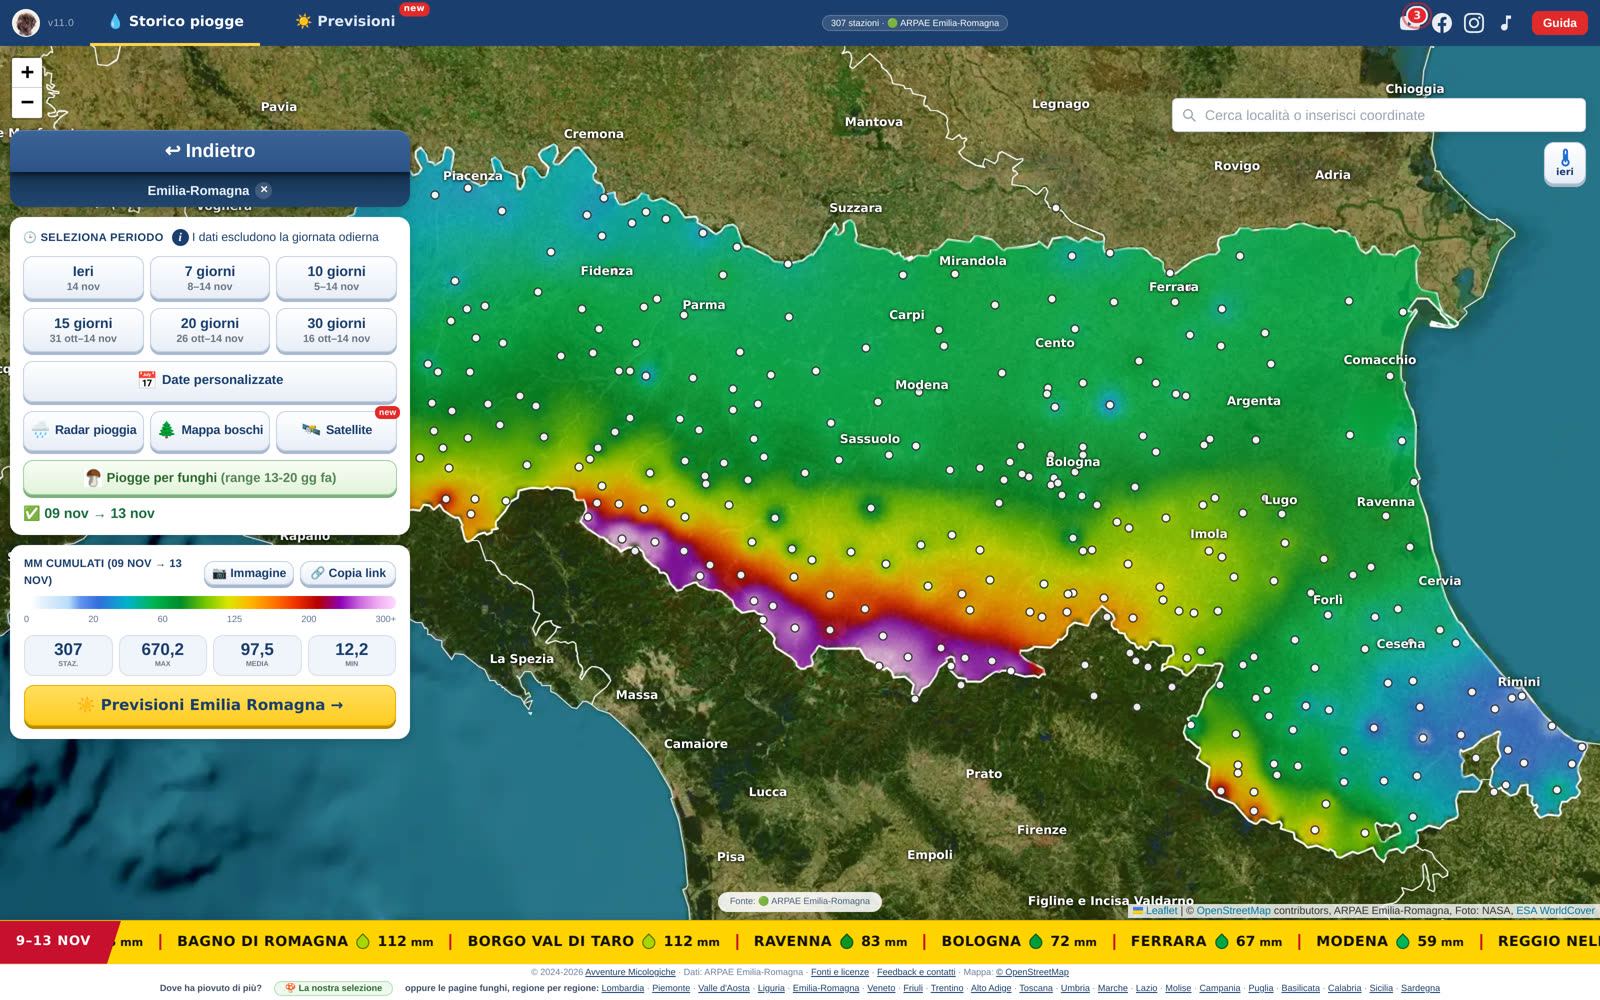 v11.0
💧 Storico piogge
☀️ Previsioni
new
307 stazioni · 🟢 ARPAE Emilia-Romagna
3
Guida
+
−
Cerca località o inserisci coordinate
ieri
↩ Indietro
Emilia-Romagna ×
🕒 SELEZIONA PERIODO i I dati escludono la giornata odierna
Ieri
14 nov
7 giorni
8–14 nov
10 giorni
5–14 nov
15 giorni
31 ott–14 nov
20 giorni
26 ott–14 nov
30 giorni
16 ott–14 nov
📅 Date personalizzate
🌧️ Radar pioggia
🌲 Mappa boschi
🛰️ Satellite
new
🍄 Piogge per funghi (range 13-20 gg fa)
✅ 09 nov → 13 nov
MM CUMULATI (09 NOV → 13
NOV)
📷 Immagine
🔗 Copia link
0 20 60 125 200 300+
307
STAZ.
670,2
MAX
97,5
MEDIA
12,2
MIN
☀️ Previsioni Emilia Romagna →
Chioggia
Pavia
Legnago
Mantova
Cremona
Rovigo
Adria
Piacenza
Voghera
Suzzara
Mirandola
Fidenza
Ferrara
Parma
Carpi
Cento
Comacchio
Modena
Argenta
Sassuolo
Bologna
Lugo
Ravenna
Imola
Rapallo
Cervia
Forlì
Cesena
La Spezia
Rimini
Massa
Camaiore
Prato
Lucca
Firenze
Pisa
Empoli
Figline e Incisa Valdarno
Fonte: 🟢 ARPAE Emilia-Romagna
Leaflet | © OpenStreetMap contributors, ARPAE Emilia-Romagna, Foto: NASA, ESA WorldCover
9–13 NOV
mm | BAGNO DI ROMAGNA 112 mm | BORGO VAL DI TARO 112 mm | RAVENNA 83 mm | BOLOGNA 72 mm | FERRARA 67 mm | MODENA 59 mm | REGGIO NELL
© 2024-2026 Avventure Micologiche · Dati: ARPAE Emilia-Romagna · Fonti e licenze · Feedback e contatti · Mappa: © OpenStreetMap
Dove ha piovuto di più? 🍄 La nostra selezione oppure le pagine funghi, regione per regione: Lombardia · Piemonte · Valle d'Aosta · Liguria · Emilia-Romagna · Veneto · Friuli · Trentino · Alto Adige · Toscana · Umbria · Marche · Lazio · Molise · Campania · Puglia · Basilicata · Calabria · Sicilia · Sardegna